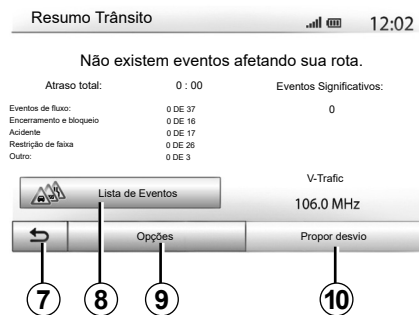 Resumo Trânsito 12:02
Não existem eventos afetando sua rota.
Atraso total: 0 : 00 Eventos Significativos:
0
Eventos de fluxo: 0 DE 37
Encerramento e bloqueio 0 DE 16
Acidente 0 DE 17
Restrição de faixa 0 DE 26
Outro: 0 DE 3
Lista de Eventos
V-Trafic
106.0 MHz
Opções Propor desvio
7 8 9 10